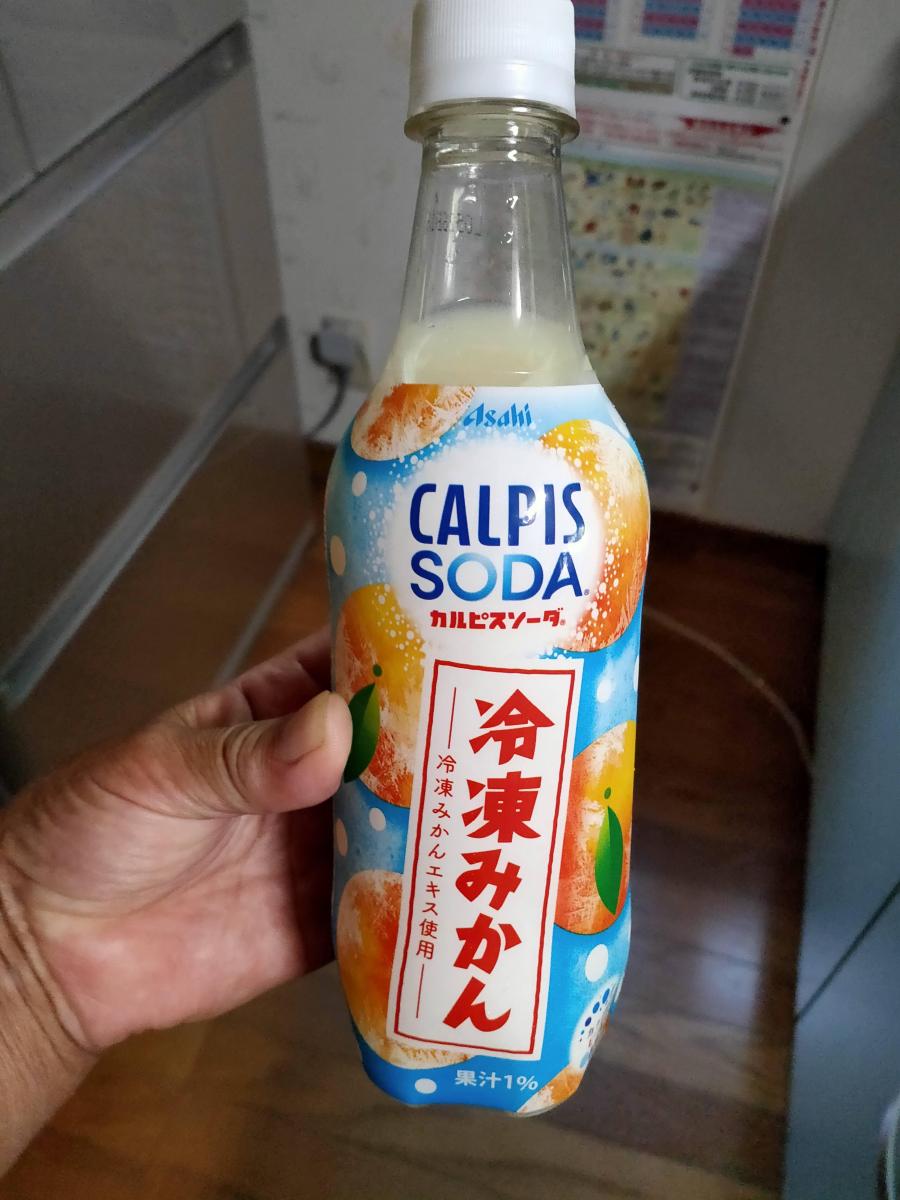 Asahi
CALPIS
SODA®
カルピスソーダ®
冷凍みかん
冷凍みかんエキス使用
果汁1%